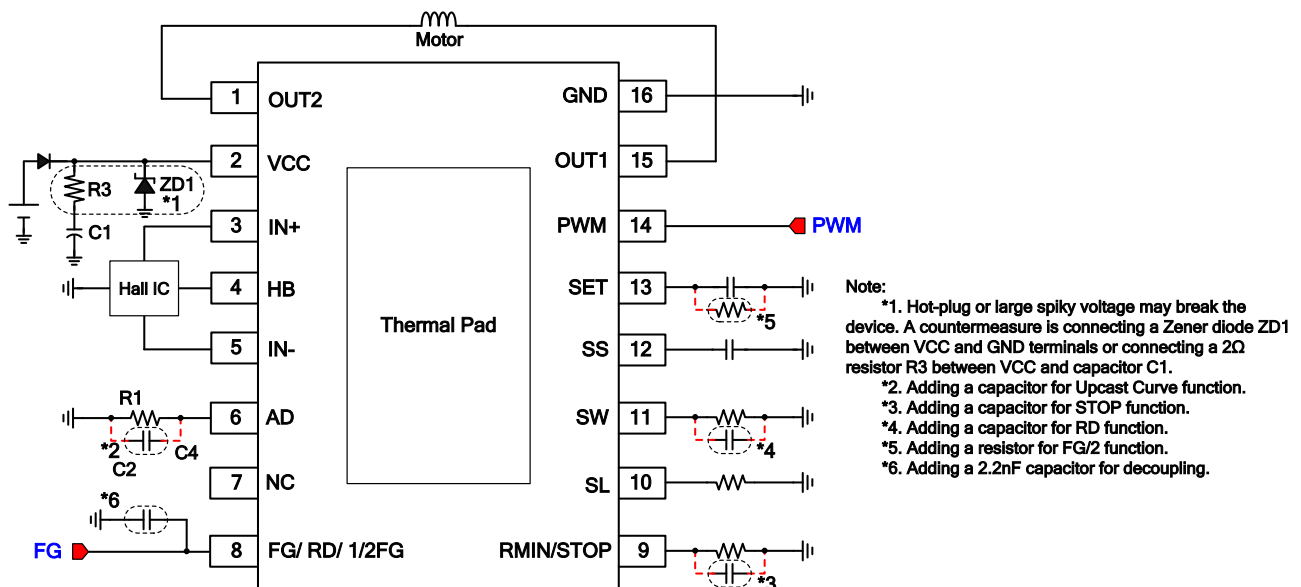 Motor
1 OUT2
GND 16
2 VCC
OUT1 15
R3
ZD1
*1
C1
3 IN+
PWM 14
PWM
Hall IC
4 HB
SET 13
*5
Thermal Pad
5 IN-
SS 12
R1
6 AD
SW 11
*2
C2
C4
*4
7 NC
SL 10
*6
FG
8 FG/ RD/ 1/2FG
RMIN/STOP 9
*3
Note:
*1. Hot-plug or large spiky voltage may break the
device. A countermeasure is connecting a Zener diode ZD1
between VCC and GND terminals or connecting a 2Ω
resistor R3 between VCC and capacitor C1.
*2. Adding a capacitor for Upcast Curve function.
*3. Adding a capacitor for STOP function.
*4. Adding a capacitor for RD function.
*5. Adding a resistor for FG/2 function.
*6. Adding a 2.2nF capacitor for decoupling.